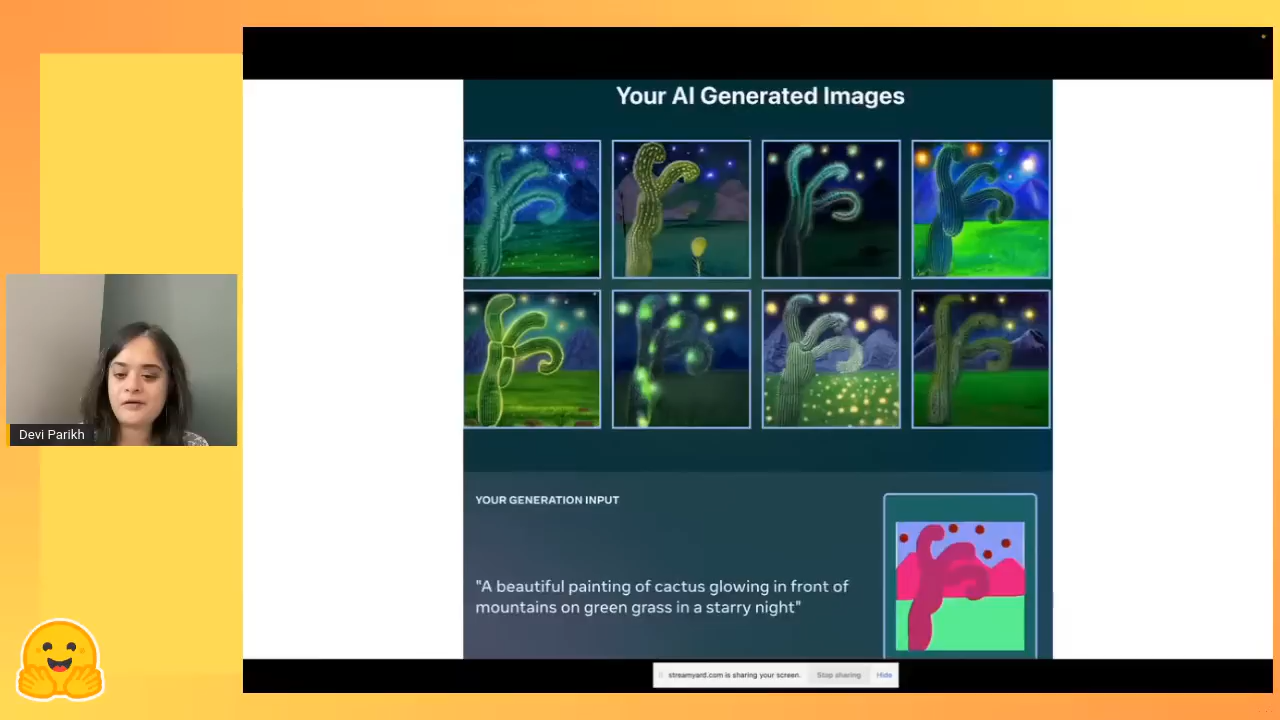 Your AI Generated Images
Devi Parikh
YOUR GENERATION INPUT
"A beautiful painting of cactus glowing in front of
mountains on green grass in a starry night"
streamyard.com is sharing your screen.
Stop sharing
Hide